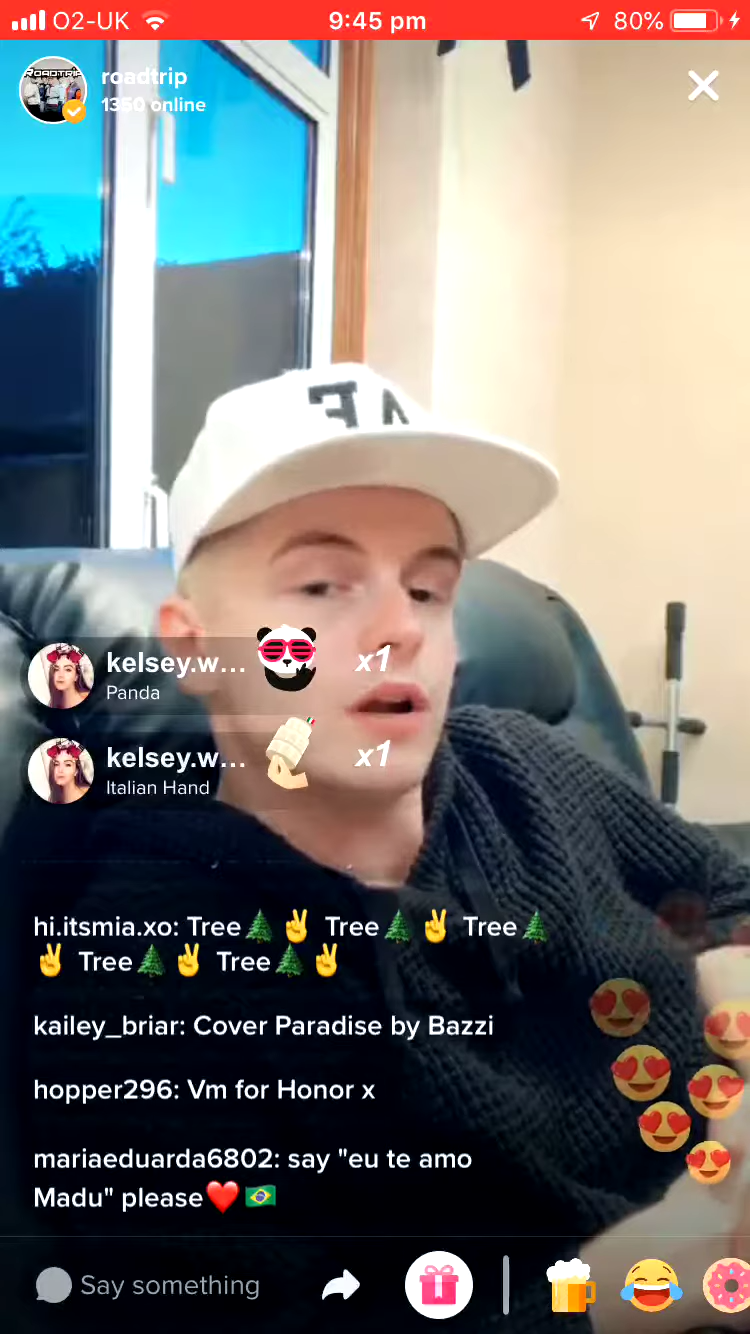 O2-UK 9:45 pm 80%
ROADTRIP
roadtrip
1350 online
kelsey.w... x1
Panda
kelsey.w... x1
Italian Hand
hi.itsmia.xo: Tree🌲✌️ Tree🌲✌️ Tree🌲
✌️ Tree🌲✌️ Tree🌲✌️
kailey_briar: Cover Paradise by Bazzi
hopper296: Vm for Honor x
mariaeduarda6802: say "eu te amo
Madu" please❤️🇧🇷
Say something